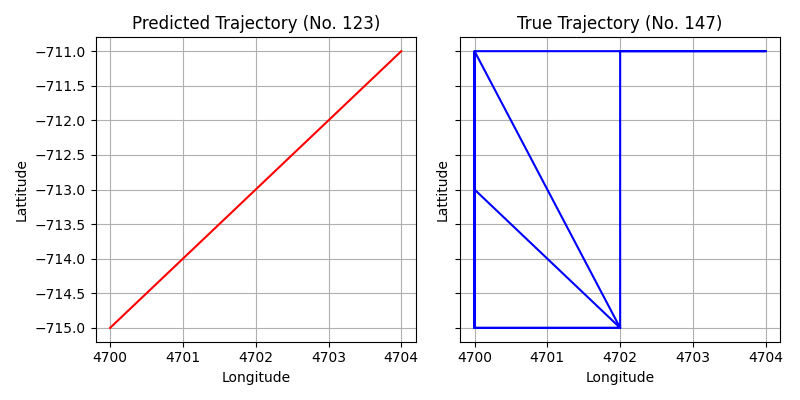 Predicted Trajectory (No. 123)
True Trajectory (No. 147)
Lattitude
−711.0
−711.5
−712.0
−712.5
−713.0
−713.5
−714.0
−714.5
−715.0
4700 4701 4702 4703 4704
Longitude
Lattitude
4700 4701 4702 4703 4704
Longitude